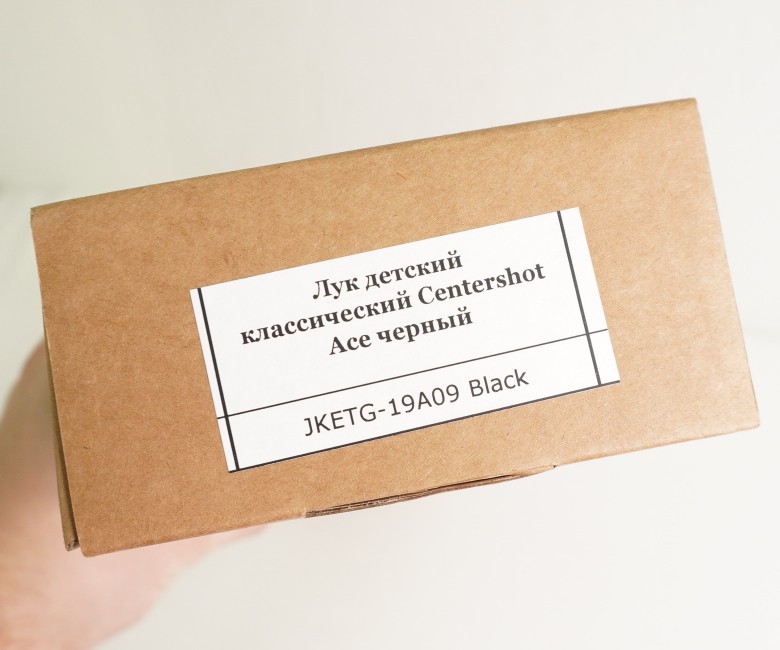 Лук детский
классический Centershot
Ace черный
JKETG-19A09 Black